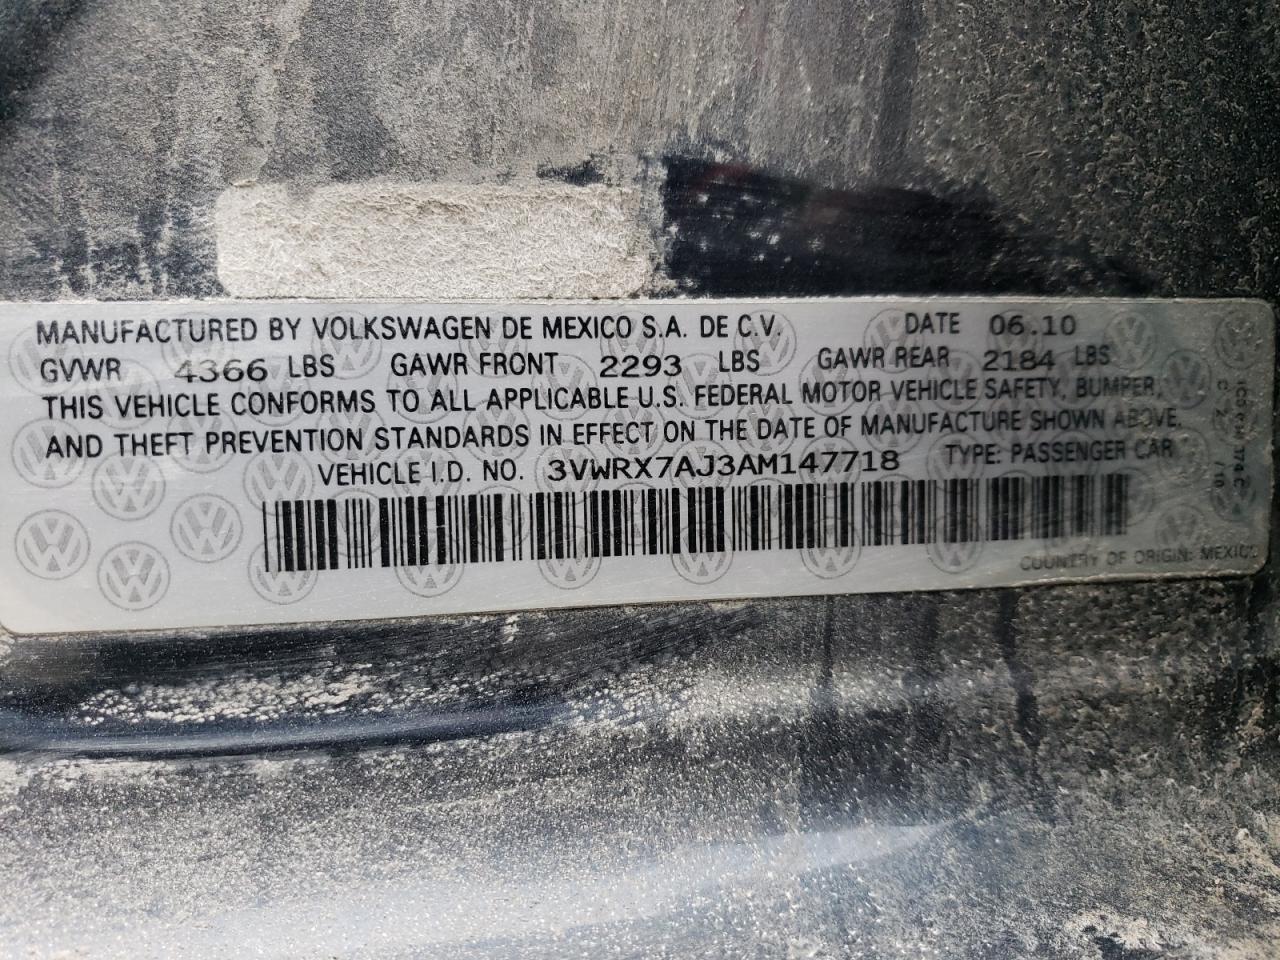 MANUFACTURED BY VOLKSWAGEN DE MEXICO S.A. DE C.V. DATE 06.10
GVWR 4366 LBS GAWR FRONT 2293 LBS GAWR REAR 2184 LBS
THIS VEHICLE CONFORMS TO ALL APPLICABLE U.S. FEDERAL MOTOR VEHICLE SAFETY, BUMPER,
AND THEFT PREVENTION STANDARDS IN EFFECT ON THE DATE OF MANUFACTURE SHOWN ABOVE.
VEHICLE I.D. NO. 3VWRX7AJ3AM147718 TYPE: PASSENGER CAR
COUNTRY OF ORIGIN: MEXICO